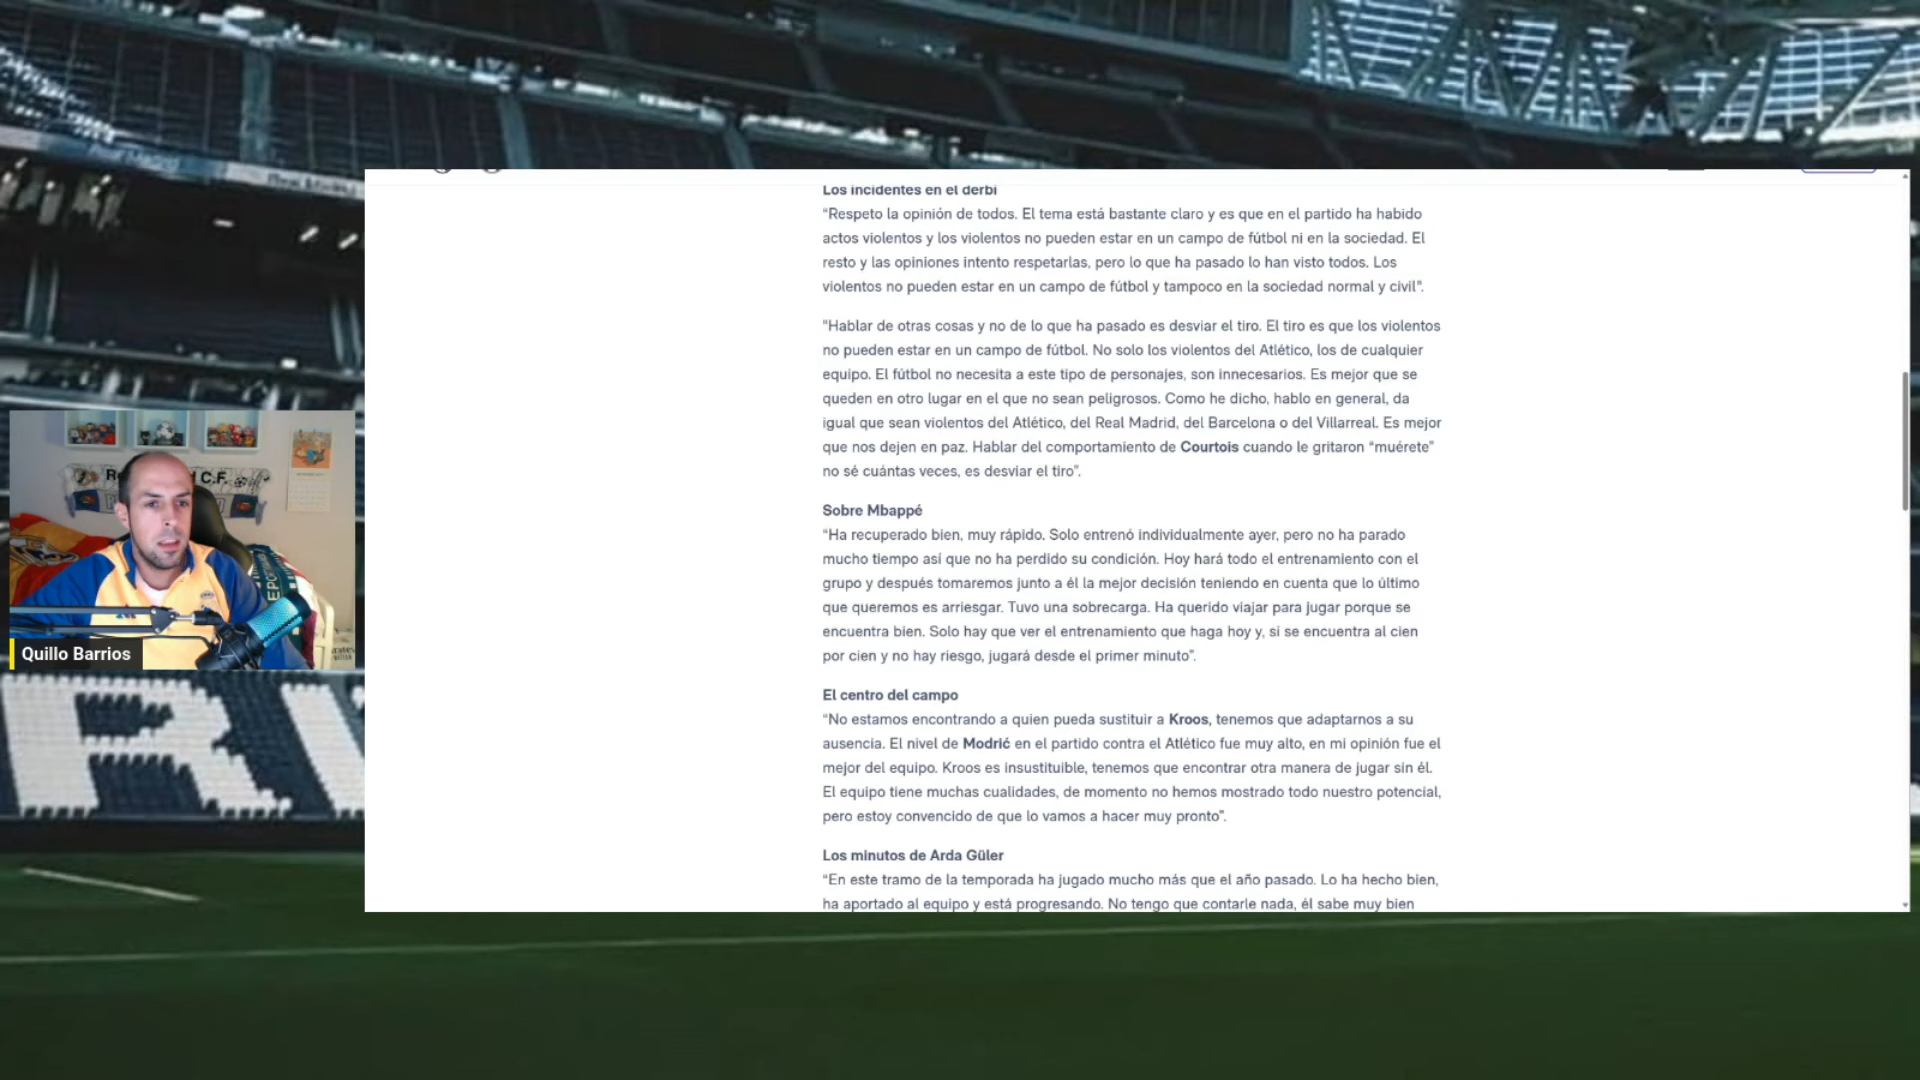 Los incidentes en el derbi
“Respeto la opinión de todos. El tema está bastante claro y es que en el partido ha habido
actos violentos y los violentos no pueden estar en un campo de fútbol ni en la sociedad. El
resto y las opiniones intento respetarlas, pero lo que ha pasado lo han visto todos. Los
violentos no pueden estar en un campo de fútbol y tampoco en la sociedad normal y civil”.
“Hablar de otras cosas y no de lo que ha pasado es desviar el tiro. El tiro es que los violentos
no pueden estar en un campo de fútbol. No solo los violentos del Atlético, los de cualquier
equipo. El fútbol no necesita a este tipo de personajes, son innecesarios. Es mejor que se
queden en otro lugar en el que no sean peligrosos. Como he dicho, hablo en general, da
igual que sean violentos del Atlético, del Real Madrid, del Barcelona o del Villarreal. Es mejor
que nos dejen en paz. Hablar del comportamiento de Courtois cuando le gritaron “muérete”
no sé cuántas veces, es desviar el tiro”.
Sobre Mbappé
“Ha recuperado bien, muy rápido. Solo entrenó individualmente ayer, pero no ha parado
mucho tiempo así que no ha perdido su condición. Hoy hará todo el entrenamiento con el
grupo y después tomaremos junto a él la mejor decisión teniendo en cuenta que lo último
que queremos es arriesgar. Tuvo una sobrecarga. Ha querido viajar para jugar porque se
encuentra bien. Solo hay que ver el entrenamiento que haga hoy y, si se encuentra al cien
por cien y no hay riesgo, jugará desde el primer minuto”.
El centro del campo
“No estamos encontrando a quien pueda sustituir a Kroos, tenemos que adaptarnos a su
ausencia. El nivel de Modrić en el partido contra el Atlético fue muy alto, en mi opinión fue el
mejor del equipo. Kroos es insustituible, tenemos que encontrar otra manera de jugar sin él.
El equipo tiene muchas cualidades, de momento no hemos mostrado todo nuestro potencial,
pero estoy convencido de que lo vamos a hacer muy pronto”.
Los minutos de Arda Güler
“En este tramo de la temporada ha jugado mucho más que el año pasado. Lo ha hecho bien,
ha aportado al equipo y está progresando. No tengo que contarle nada, él sabe muy bien
C.F.
Quillo Barrios